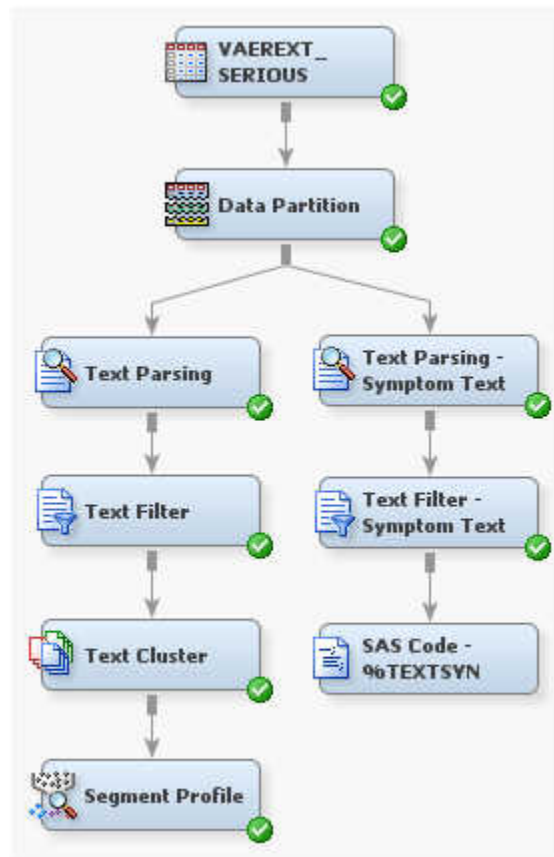 VAEREXT_
SERIOUS
Data Partition
Text Parsing
Text Parsing -
Symptom Text
Text Filter
Text Filter -
Symptom Text
Text Cluster
SAS Code -
%TEXTSYN
Segment Profile